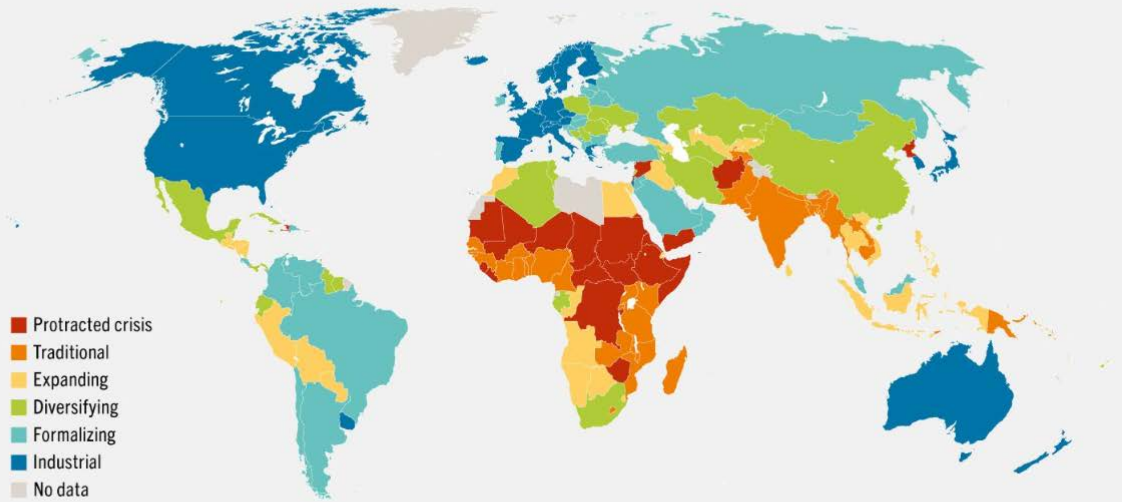 Protracted crisis
Traditional
Expanding
Diversifying
Formalizing
Industrial
No data